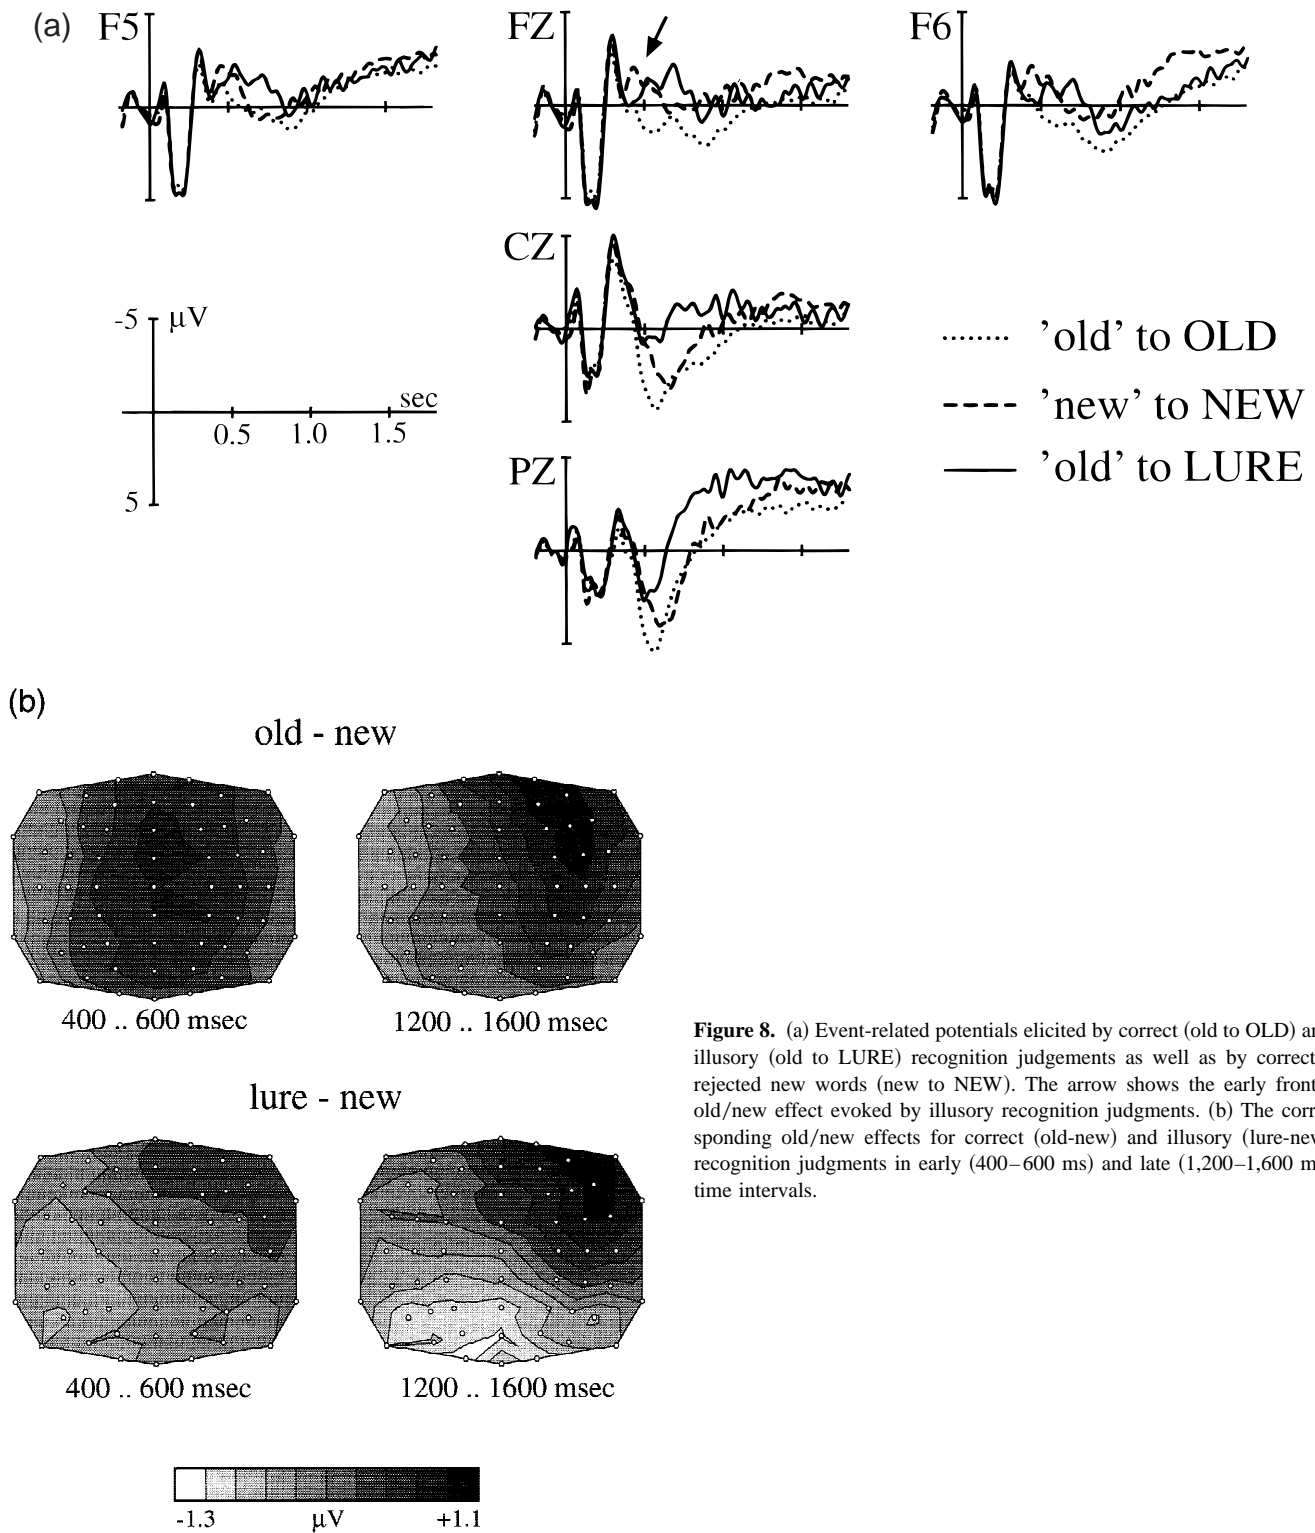 (a)
F5
FZ
F6
CZ
-5 μV
sec
0.5 1.0 1.5
5
'old' to OLD
'new' to NEW
'old' to LURE
PZ
(b)
old - new
400 .. 600 msec
1200 .. 1600 msec
lure - new
400 .. 600 msec
1200 .. 1600 msec
-1.3 μV +1.1
Figure 8. (a) Event-related potentials elicited by correct (old to OLD) an
illusory (old to LURE) recognition judgements as well as by correct
rejected new words (new to NEW). The arrow shows the early front
old/new effect evoked by illusory recognition judgments. (b) The corr
sponding old/new effects for correct (old-new) and illusory (lure-new
recognition judgments in early (400–600 ms) and late (1,200–1,600 m
time intervals.